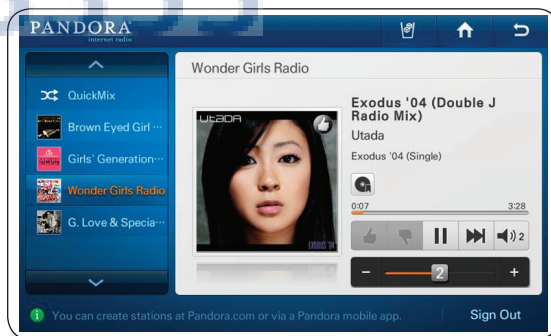 PANDORA
internet radio
QuickMix
Brown Eyed Girl ...
Girls' Generation...
Wonder Girls Radio
G. Love & Specia...
Wonder Girls Radio
UtaDA
EXODUS '04
Exodus '04 (Double J
Radio Mix)
Utada
Exodus '04 (Single)
0:07
3:28
2
- 2 +
You can create stations at Pandora.com or via a Pandora mobile app.
Sign Out